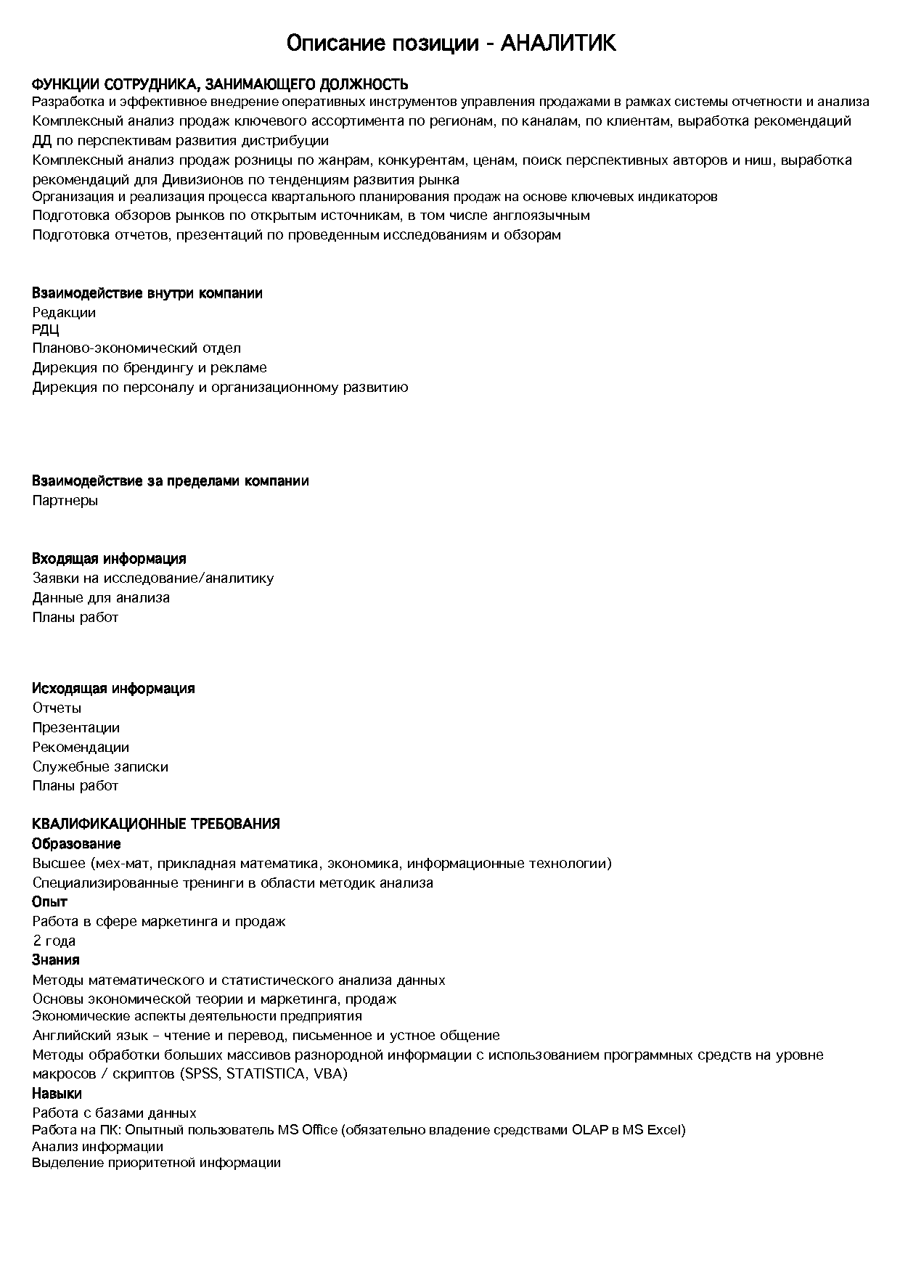 Описание позиции - АНАЛИТИК
ФУНКЦИИ СОТРУДНИКА, ЗАНИМАЮЩЕГО ДОЛЖНОСТЬ
Разработка и эффективное внедрение оперативных инструментов управления продажами в рамках системы отчетности и анализа
Комплексный анализ продаж ключевого ассортимента по регионам, по каналам, по клиентам, выработка рекомендаций
ДД по перспективам развития дистрибуции
Комплексный анализ продаж розницы по жанрам, конкурентам, ценам, поиск перспективных авторов и ниш, выработка
рекомендаций для Дивизионов по тенденциям развития рынка
Организация и реализация процесса квартального планирования продаж на основе ключевых индикаторов
Подготовка обзоров рынков по открытым источникам, в том числе англоязычным
Подготовка отчетов, презентаций по проведенным исследованиям и обзорам
Взаимодействие внутри компании
Редакции
РДЦ
Планово-экономический отдел
Дирекция по брендингу и рекламе
Дирекция по персоналу и организационному развитию
Взаимодействие за пределами компании
Партнеры
Входящая информация
Заявки на исследование/аналитику
Данные для анализа
Планы работ
Исходящая информация
Отчеты
Презентации
Рекомендации
Служебные записки
Планы работ
КВАЛИФИКАЦИОННЫЕ ТРЕБОВАНИЯ
Образование
Высшее (мех-мат, прикладная математика, экономика, информационные технологии)
Специализированные тренинги в области методик анализа
Опыт
Работа в сфере маркетинга и продаж
2 года
Знания
Методы математического и статистического анализа данных
Основы экономической теории и маркетинга, продаж
Экономические аспекты деятельности предприятия
Английский язык – чтение и перевод, письменное и устное общение
Методы обработки больших массивов разнородной информации с использованием программных средств на уровне
макросов / скриптов (SPSS, STATISTICA, VBA)
Навыки
Работа с базами данных
Работа на ПК: Опытный пользователь MS Office (обязательно владение средствами OLAP в MS Excel)
Анализ информации
Выделение приоритетной информации